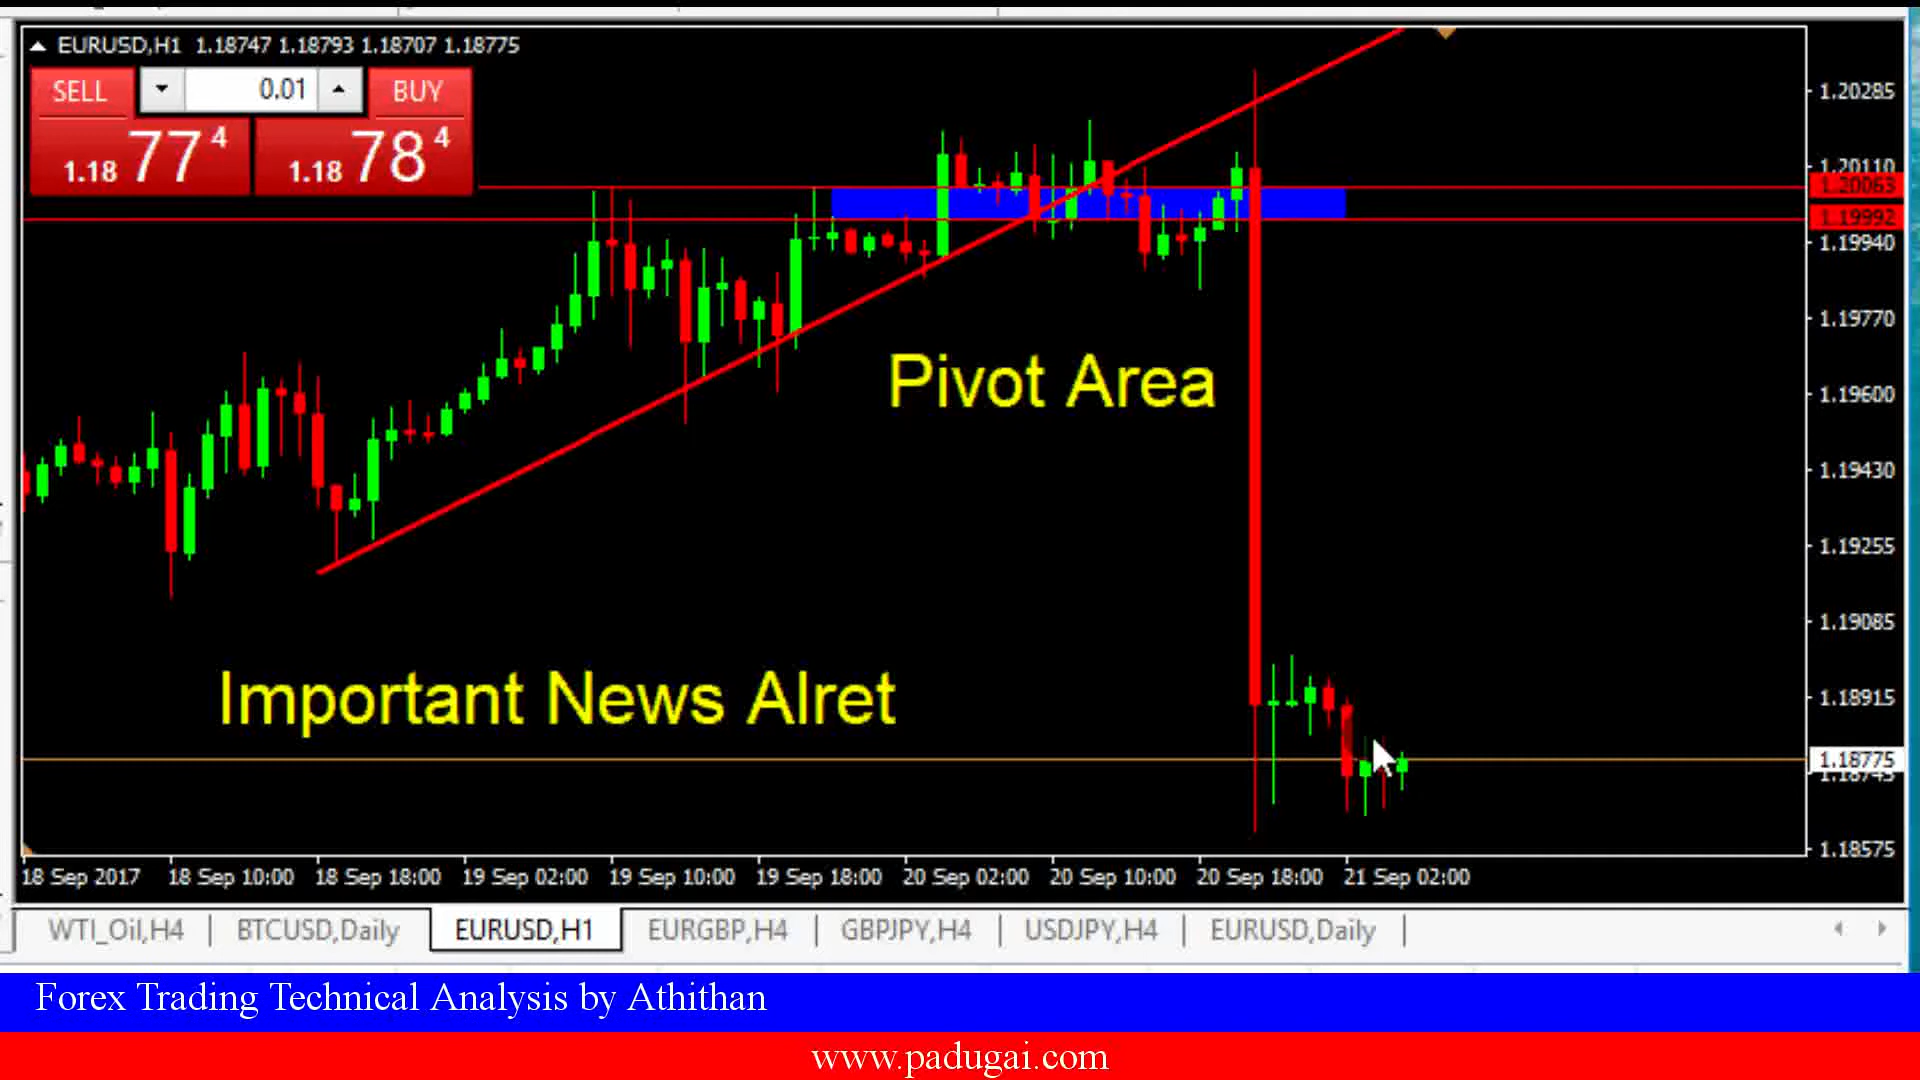 EURUSD,H1 1.18747 1.18793 1.18707 1.18775
SELL 0.01 BUY
1.18 77 4 1.18 78 4
1.20285
1.20110
1.20063
1.19992
1.19940
1.19770
Pivot Area
1.19600
1.19430
1.19255
1.19085
Important News Alret
1.18915
1.18775
1.18745
1.18575
18 Sep 2017 18 Sep 10:00 18 Sep 18:00 19 Sep 02:00 19 Sep 10:00 19 Sep 18:00 20 Sep 02:00 20 Sep 10:00 20 Sep 18:00 21 Sep 02:00
WTI_Oil,H4 | BTCUSD,Daily EURUSD,H1 EURGBP,H4 | GBPJPY,H4 | USDJPY,H4 | EURUSD,Daily |
Forex Trading Technical Analysis by Athithan
www.padugai.com